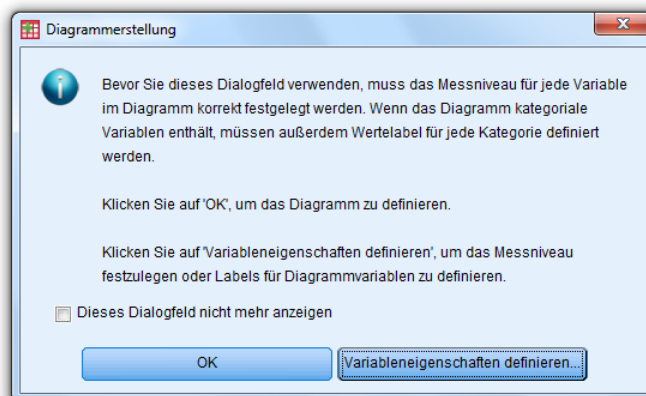 Diagrammerstellung
Bevor Sie dieses Dialogfeld verwenden, muss das Messniveau für jede Variable
im Diagramm korrekt festgelegt werden. Wenn das Diagramm kategoriale
Variablen enthält, müssen außerdem Wertelabel für jede Kategorie definiert
werden.
Klicken Sie auf 'OK', um das Diagramm zu definieren.
Klicken Sie auf 'Variableneigenschaften definieren', um das Messniveau
festzulegen oder Labels für Diagrammvariablen zu definieren.
Dieses Dialogfeld nicht mehr anzeigen
OK
Variableneigenschaften definieren...